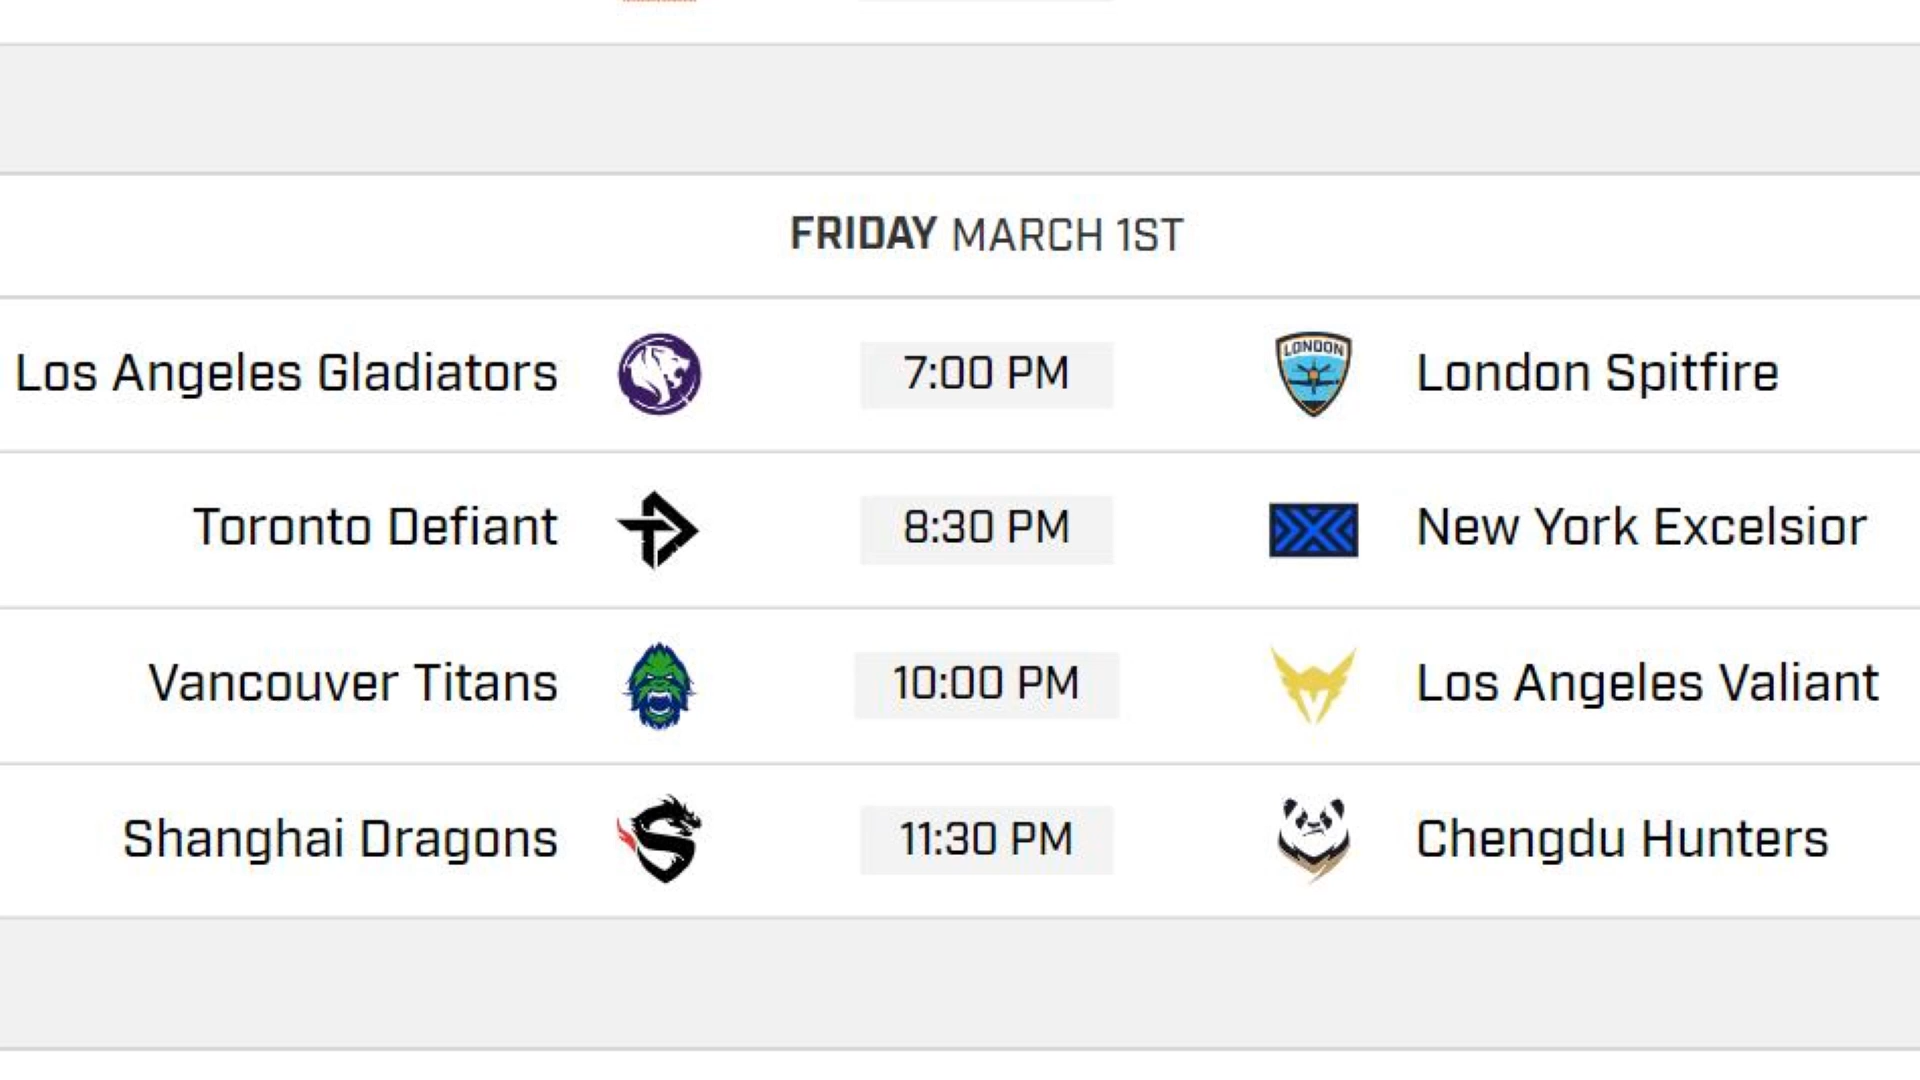 FRIDAY MARCH 1ST
Los Angeles Gladiators 7:00 PM LONDON London Spitfire
Toronto Defiant 8:30 PM New York Excelsior
Vancouver Titans 10:00 PM Los Angeles Valiant
Shanghai Dragons 11:30 PM Chengdu Hunters